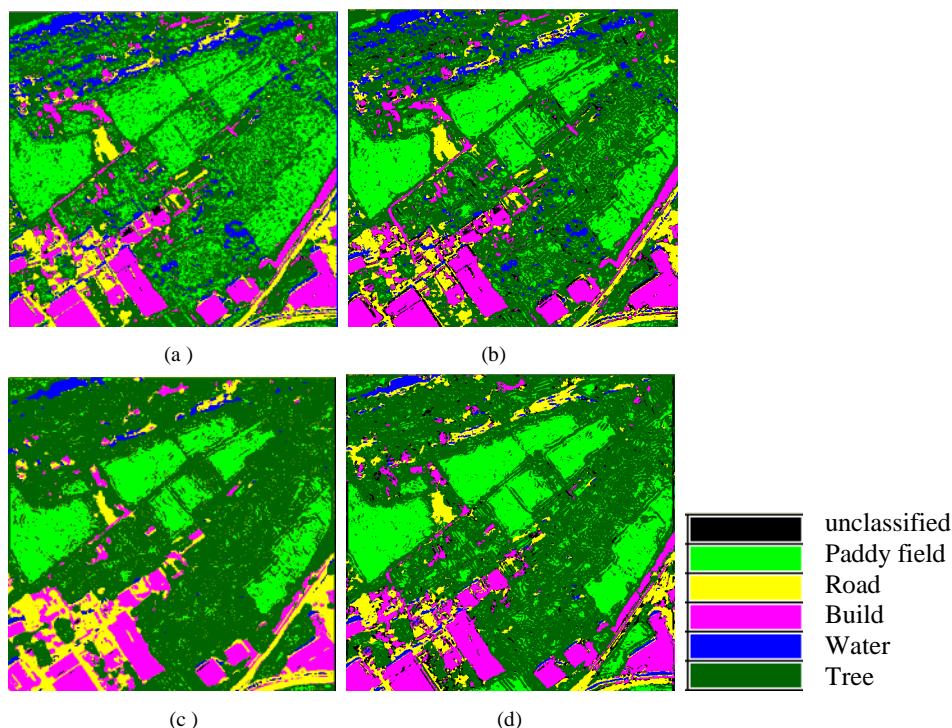 (a )
(b)
(c )
(d)
unclassified
Paddy field
Road
Build
Water
Tree